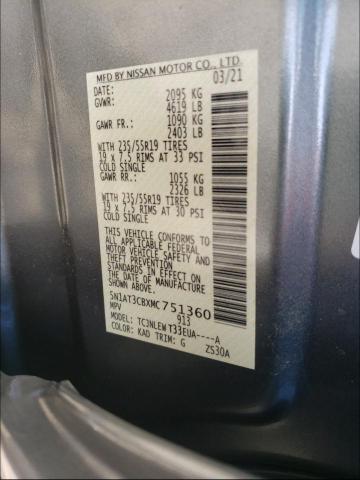 MFD BY NISSAN MOTOR CO., LTD.
03/21
DATE: 2095 KG
GVWR: 4619 LB
GAWR FR.: 1090 KG
2403 LB
WITH 235/55R19 TIRES
19 x 7.5 RIMS AT 33 PSI
COLD SINGLE
GAWR RR.: 1055 KG
2326 LB
WITH 235/55R19 TIRES
19 x 7.5 RIMS AT 30 PSI
COLD SINGLE
THIS VEHICLE CONFORMS TO
ALL APPLICABLE FEDERAL
MOTOR VEHICLE SAFETY AND
THEFT PREVENTION
STANDARDS IN EFFECT ON
THE DATE OF MANUFACTURE
SHOWN ABOVE.
5N1AT3CBXMC751360
MPV 913
MODEL: TCJNLEW T33EUA----A
COLOR: KAD TRIM: G ZS30A